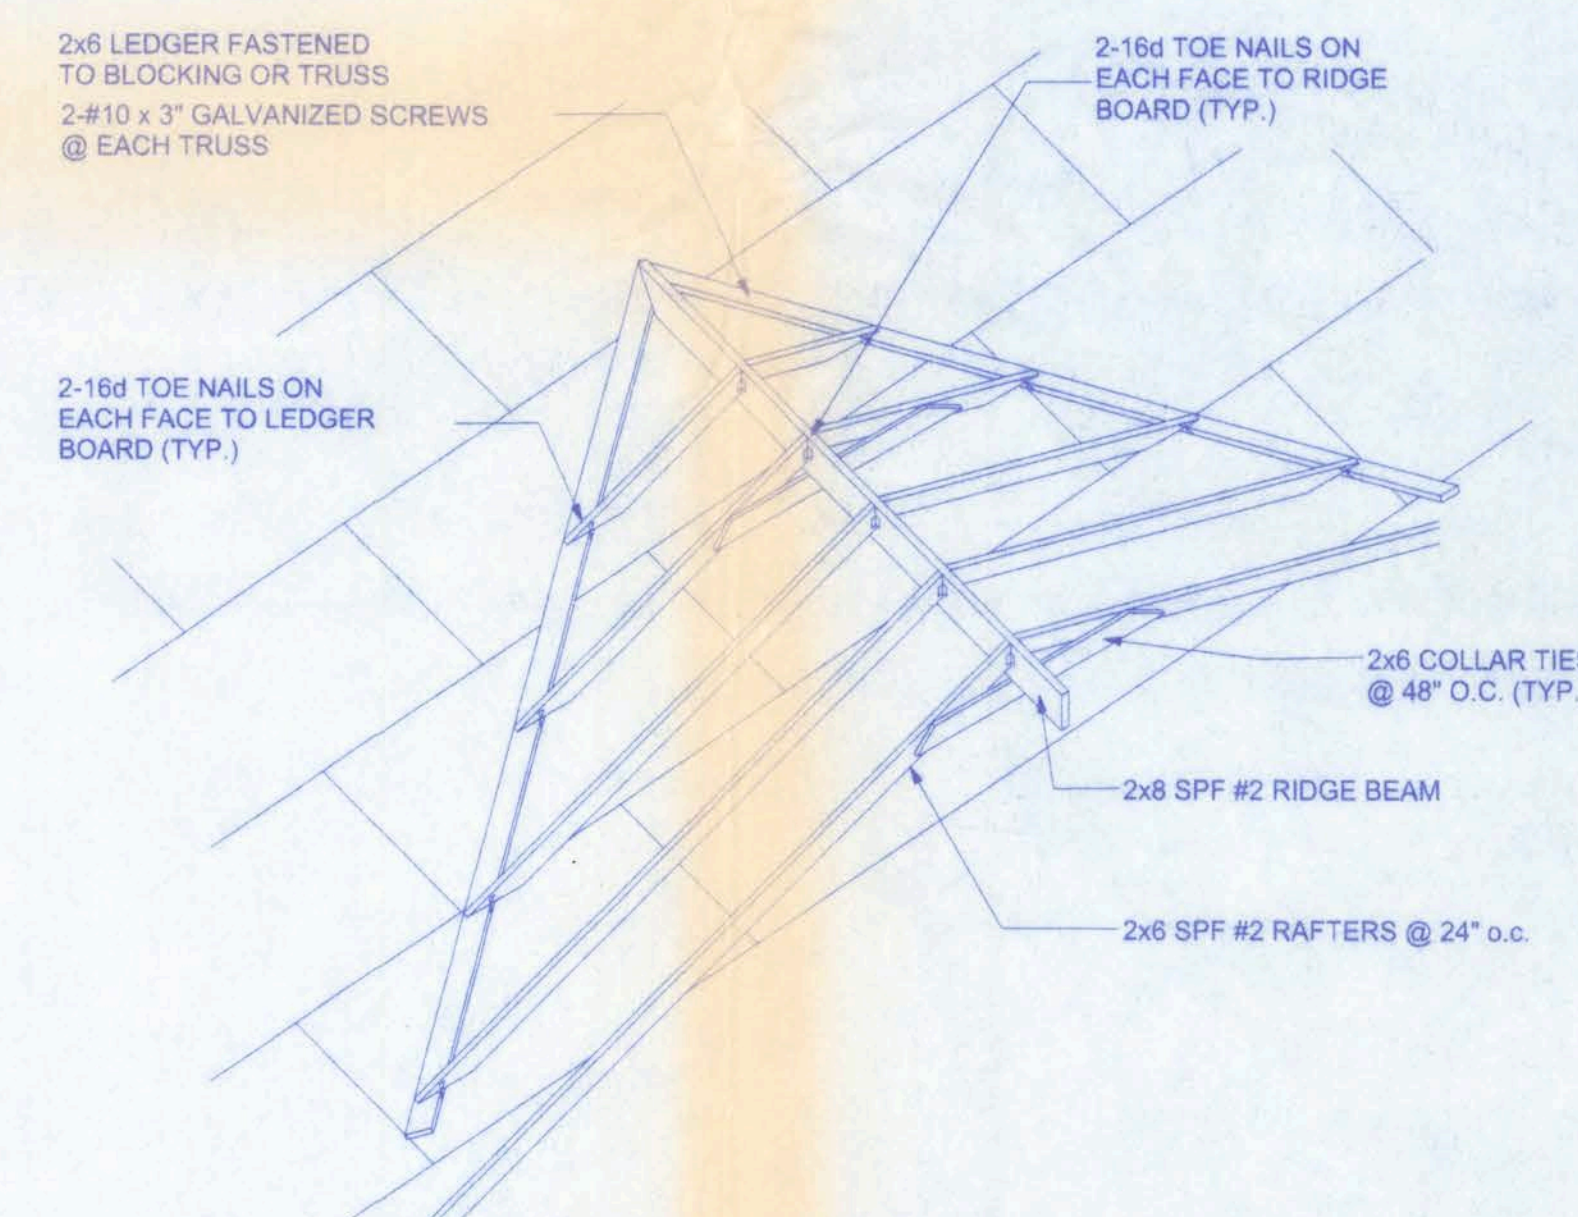 2x6 LEDGER FASTENED
TO BLOCKING OR TRUSS
2-#10 x 3" GALVANIZED SCREWS
@ EACH TRUSS
2-16d TOE NAILS ON
EACH FACE TO RIDGE
BOARD (TYP.)
2-16d TOE NAILS ON
EACH FACE TO LEDGER
BOARD (TYP.)
2x6 COLLAR TIES
@ 48" O.C. (TYP.
2x8 SPF #2 RIDGE BEAM
2x6 SPF #2 RAFTERS @ 24" o.c.